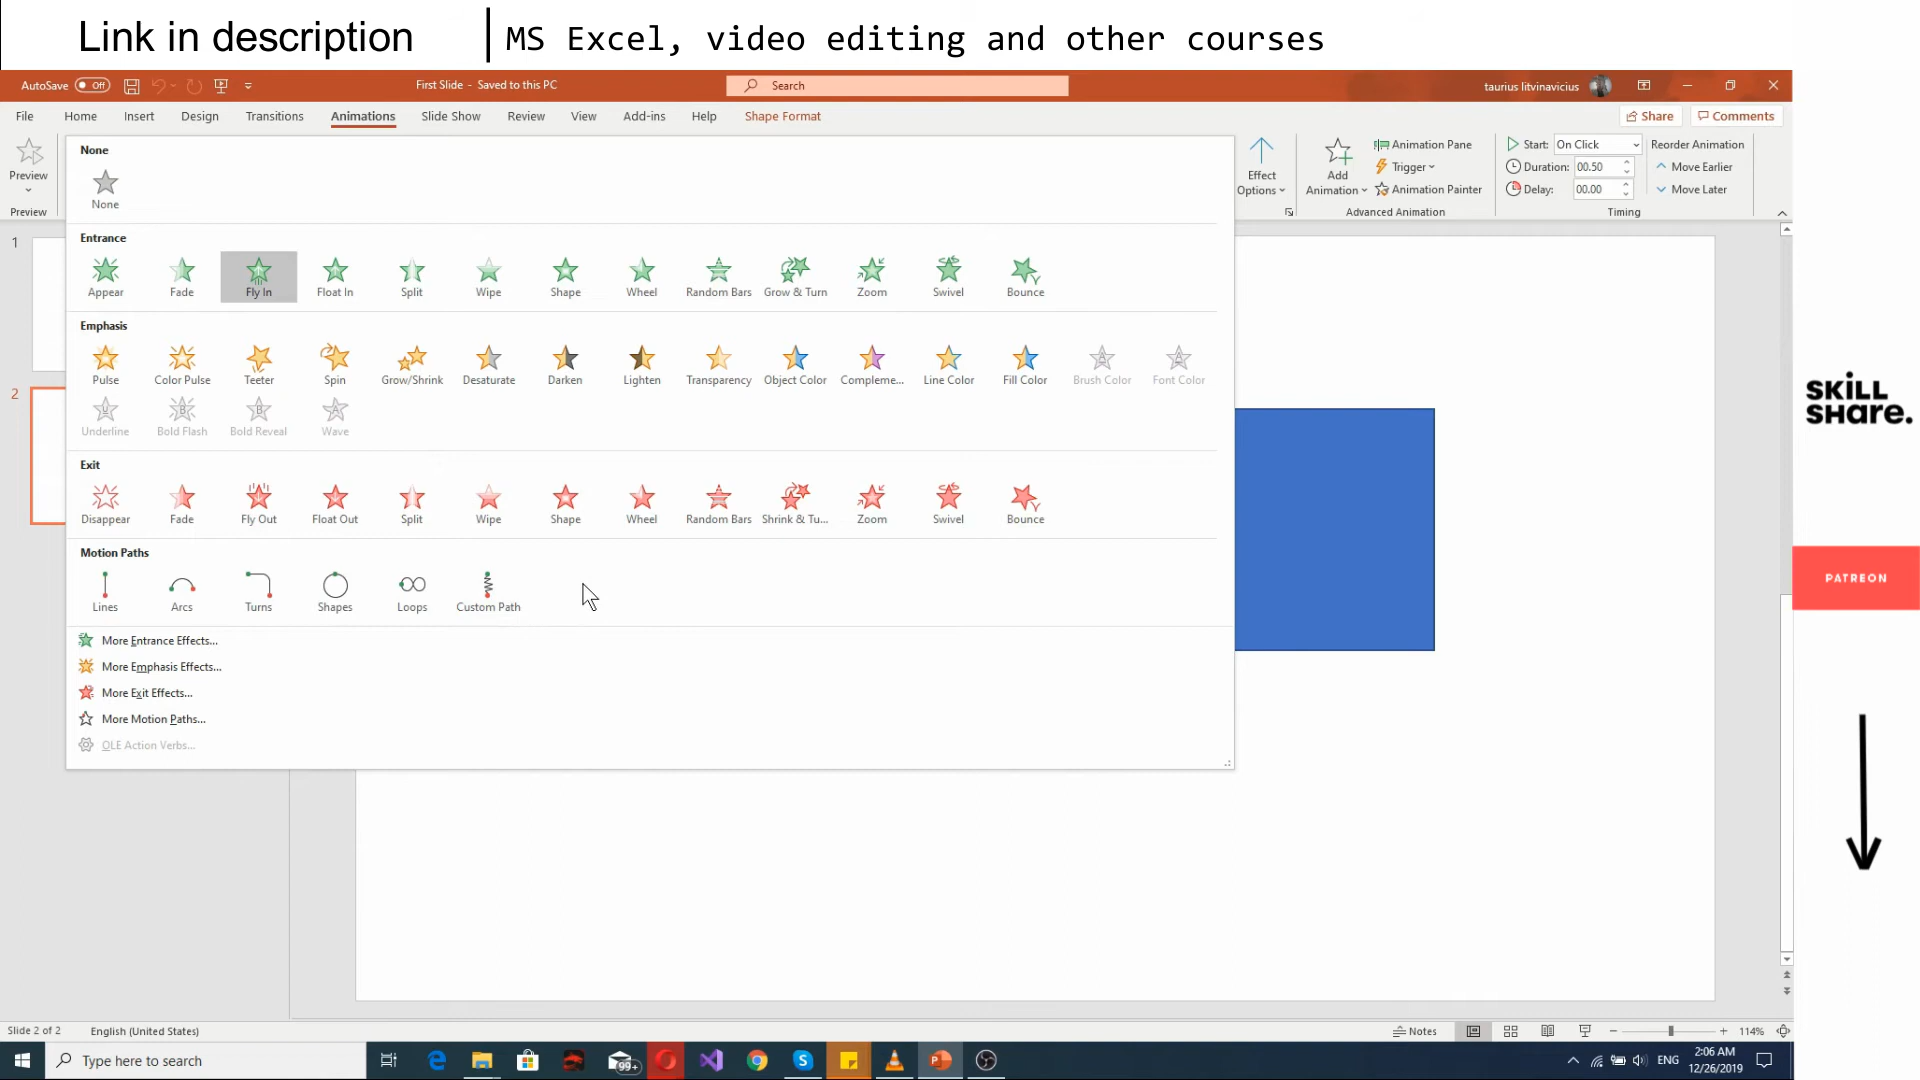 Link in description
MS Excel, video editing and other courses
AutoSave Off
First Slide - Saved to this PC
Search
taurius litvinavicius
File Home Insert Design Transitions Animations Slide Show Review View Add-ins Help Shape Format
Share Comments
Preview
Preview
None
None
Effect Options
Add Animation
Animation Pane
Trigger
Animation Painter
Advanced Animation
Start: On Click
Duration: 00.50
Delay: 00.00
Reorder Animation
Move Earlier
Move Later
Timing
1
2
Entrance
Appear Fade Fly In Float In Split Wipe Shape Wheel Random Bars Grow & Turn Zoom Swivel Bounce
Emphasis
Pulse Color Pulse Teeter Spin Grow/Shrink Desaturate Darken Lighten Transparency Object Color Compleme... Line Color Fill Color Brush Color Font Color
Underline Bold Flash Bold Reveal Wave
Exit
Disappear Fade Fly Out Float Out Split Wipe Shape Wheel Random Bars Shrink & Tu... Zoom Swivel Bounce
Motion Paths
Lines Arcs Turns Shapes Loops Custom Path
More Entrance Effects...
More Emphasis Effects...
More Exit Effects...
More Motion Paths...
OLE Action Verbs...
SKILL
SHARE.
PATREON
Slide 2 of 2 English (United States)
Notes 114%
Type here to search
99+
ENG
2:06 AM
12/26/2019